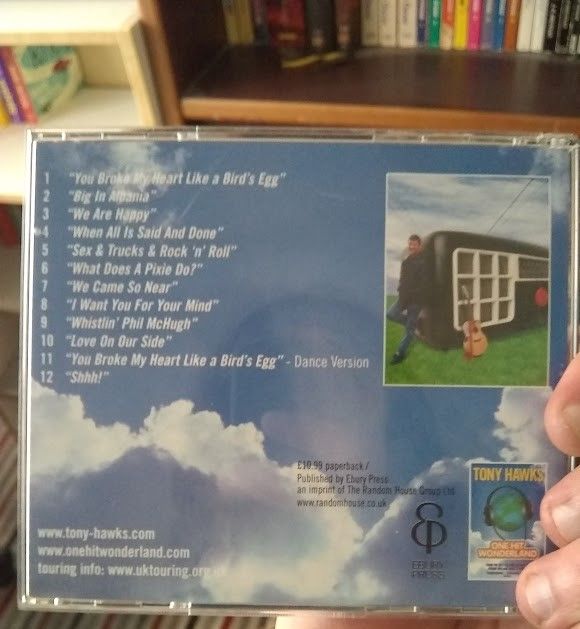 1 "You Broke My Heart Like a Bird's Egg"
2 "Big In Albania"
3 "We Are Happy"
4 "When All Is Said And Done"
5 "Sex & Trucks & Rock 'n' Roll"
6 "What Does A Pixie Do?"
7 "We Came So Near"
8 "I Want You For Your Mind"
9 "Whistlin' Phil McHugh"
10 "Love On Our Side"
11 "You Broke My Heart Like a Bird's Egg" - Dance Version
12 "Shhh!"
£10.99 paperback /
Published by Ebury Press
an imprint of The Random House Group Ltd
www.randomhouse.co.uk
www.tony-hawks.com
www.onehitwonderland.com
touring info: www.uktouring.org
EBURY
PRESS
TONY HAWKS
ONE HIT
WONDERLAND